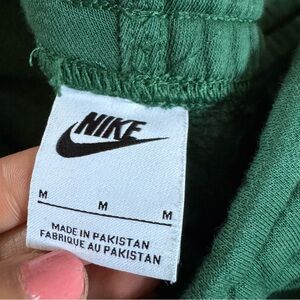 NIKE
M M M
MADE IN PAKISTAN
FABRIQUE AU PAKISTAN